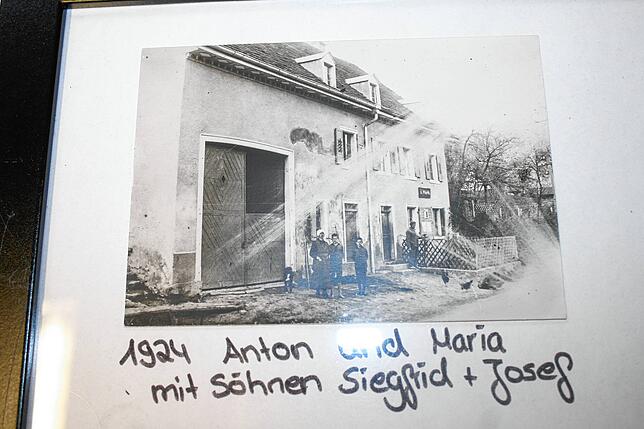 1924 Anton und Maria
mit Söhnen Siegfrid + Josef